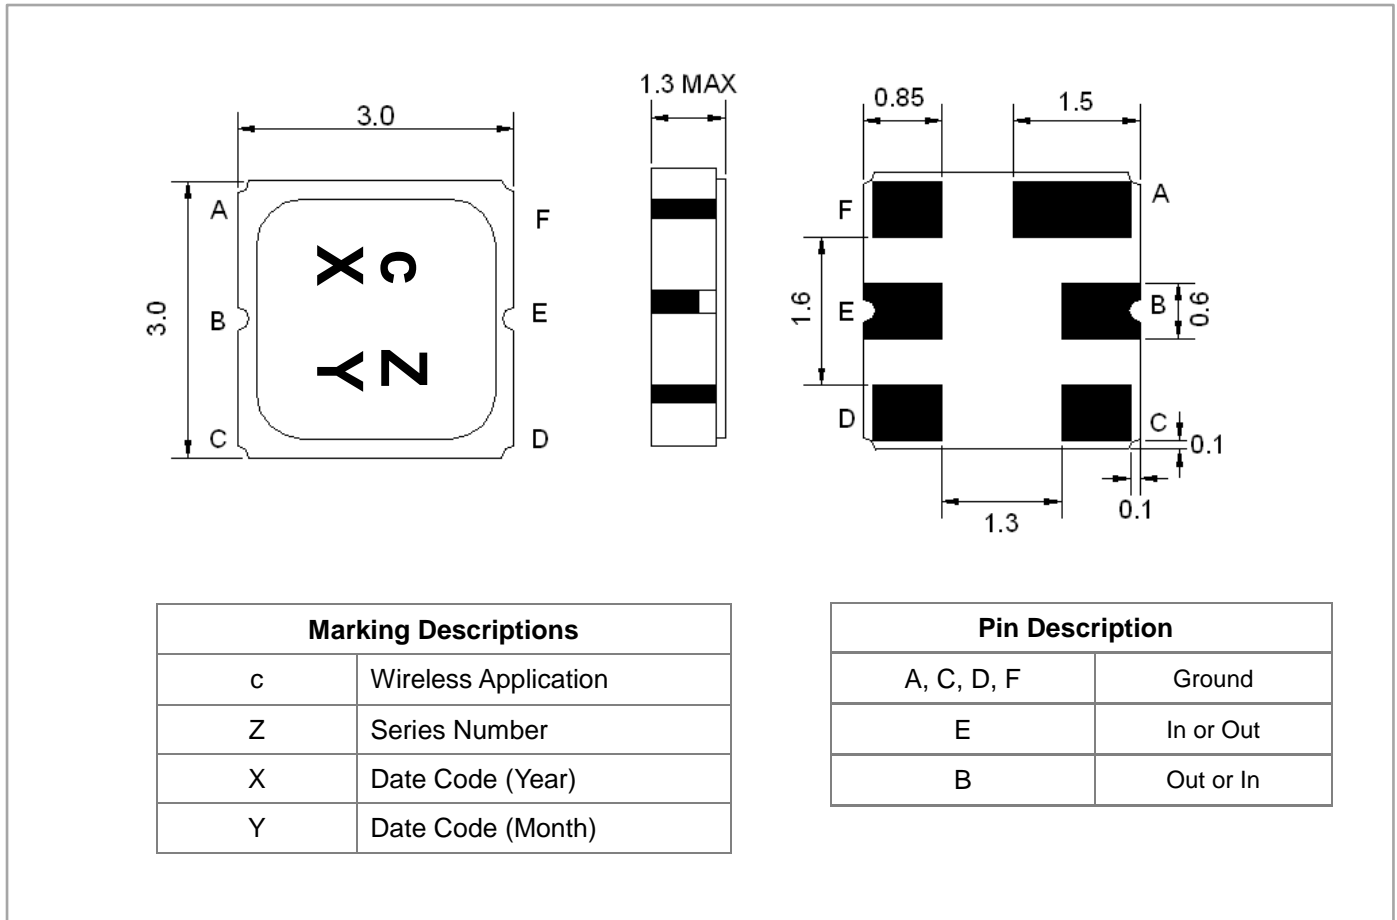 1.3 MAX
3.0
0.85
1.5
A
F
F
A
c
X
3.0
B
E
1.6
E
B
0.6
Z
Y
C
D
D
C
0.1
1.3
0.1
Marking Descriptions
c Wireless Application
Z Series Number
X Date Code (Year)
Y Date Code (Month)
Pin Description
A, C, D, F Ground
E In or Out
B Out or In